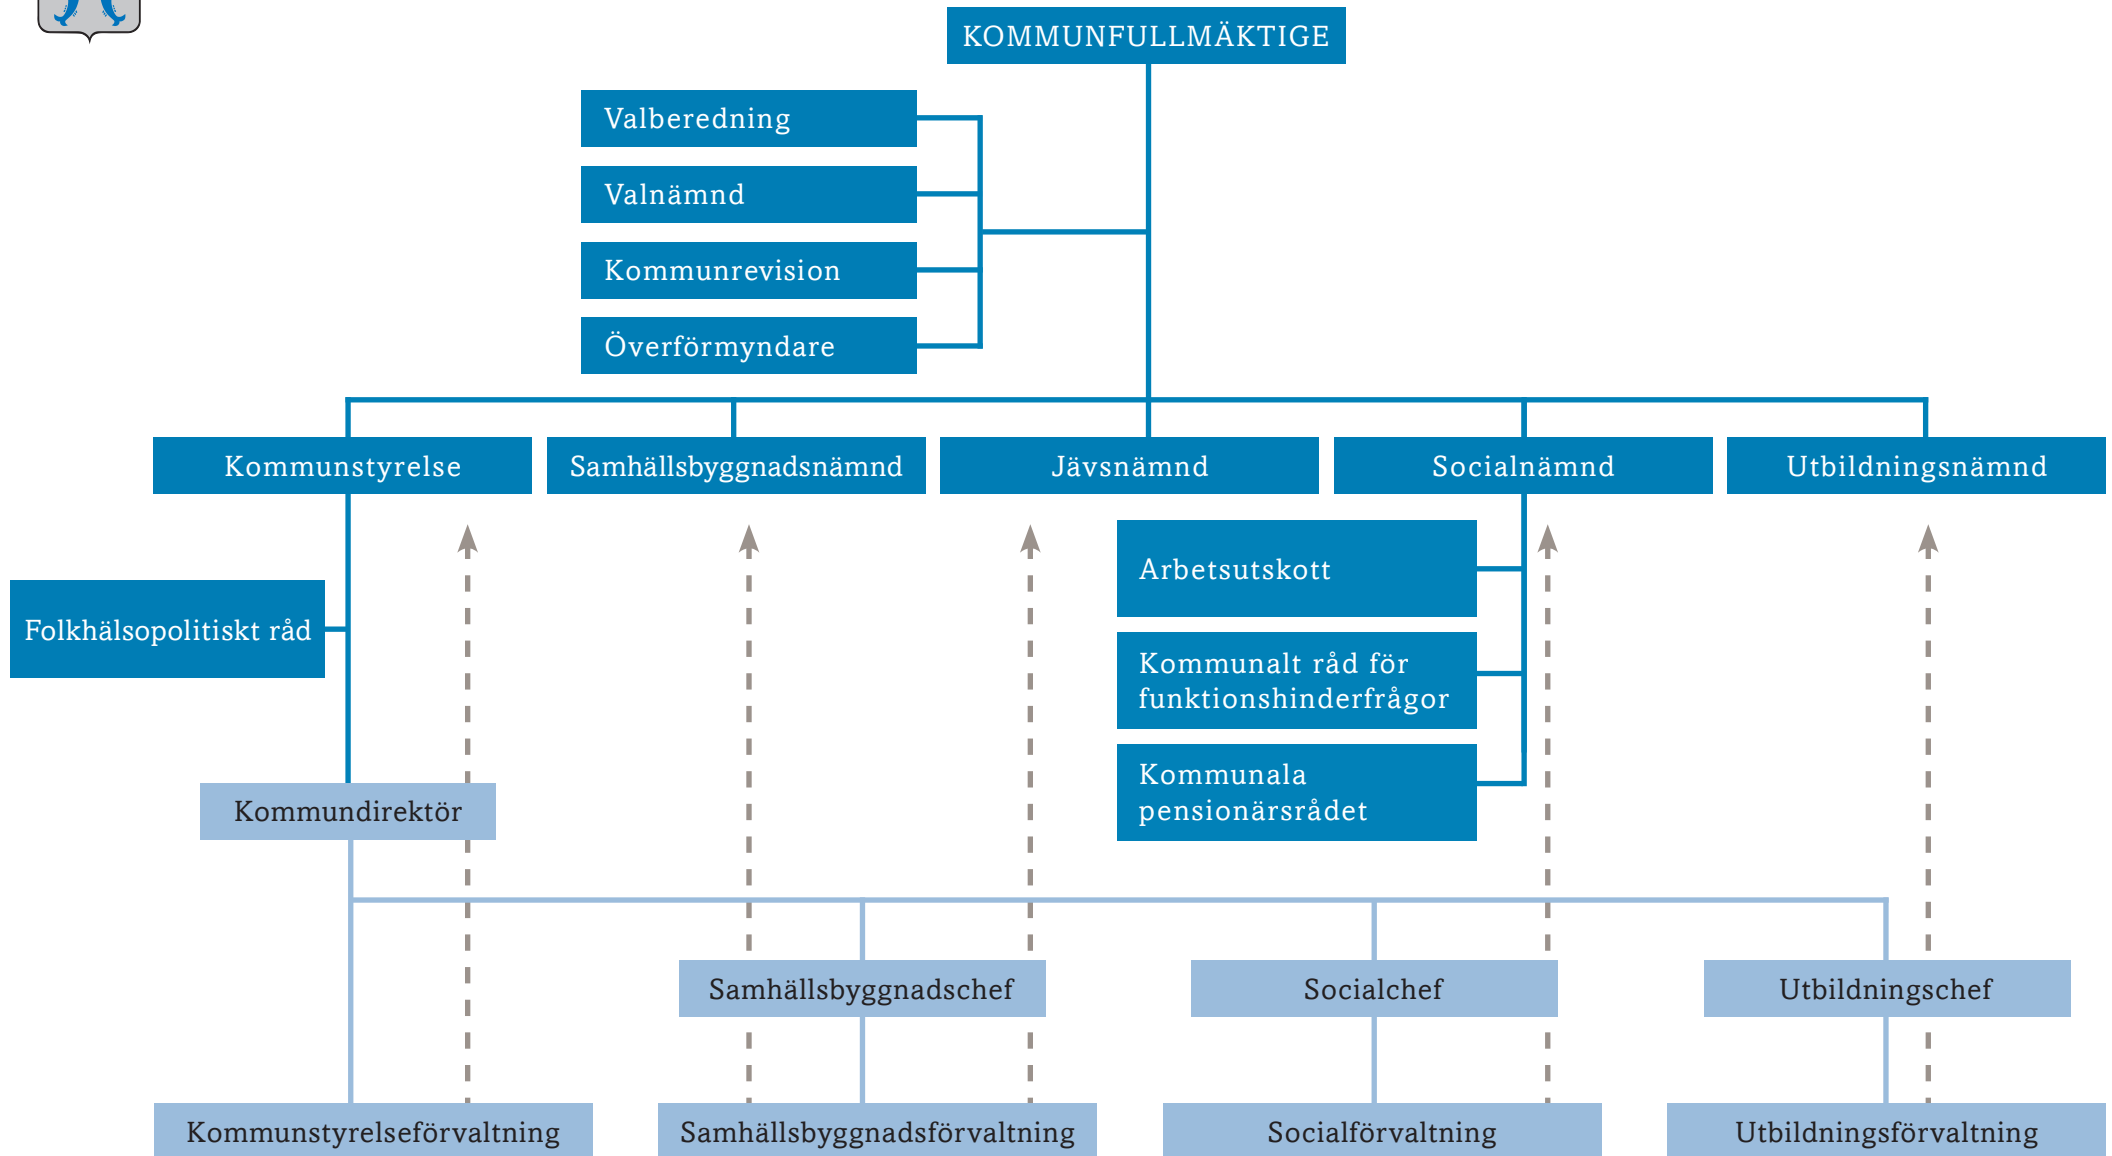 KOMMUNFULLMÄKTIGE
Valberedning
Valnämnd
Kommunrevision
Överförmyndare
Kommunstyrelse
Samhällsbyggnadsnämnd
Jävsnämnd
Socialnämnd
Utbildningsnämnd
Folkhälsopolitiskt råd
Arbetsutskott
Kommunalt råd för
funktionshinderfrågor
Kommunala
pensionärsrådet
Kommundirektör
Samhällsbyggnadschef
Socialchef
Utbildningschef
Kommunstyrelseförvaltning
Samhällsbyggnadsförvaltning
Socialförvaltning
Utbildningsförvaltning